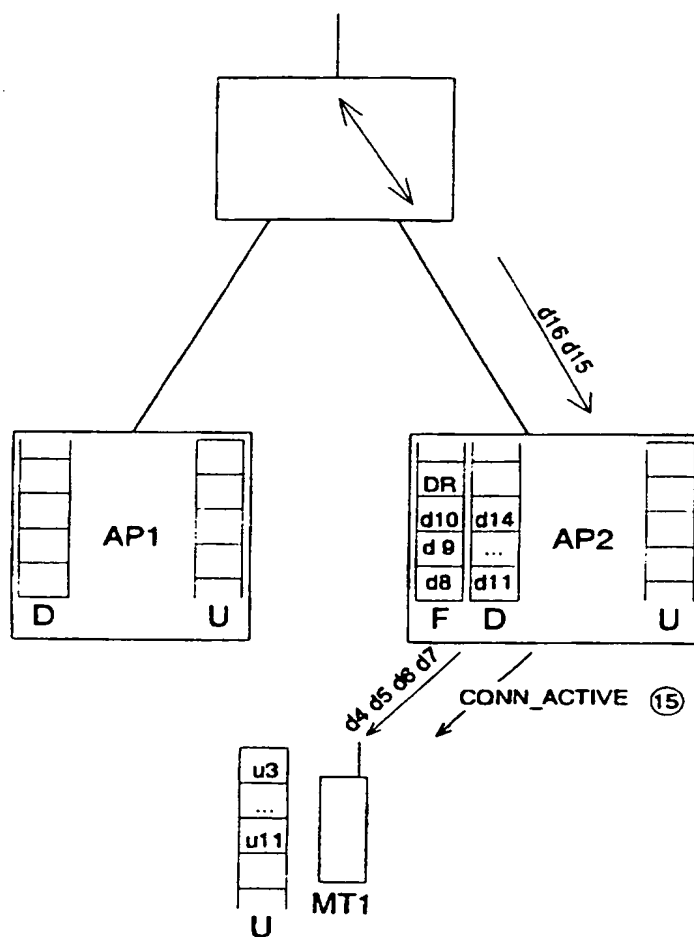 d16 d15
AP1
D
U
DR
d10
d9
d8
F
d14
...
d11
D
AP2
U
d4 d5 d6 d7
CONN_ACTIVE 15
u3
...
u11
U
MT1